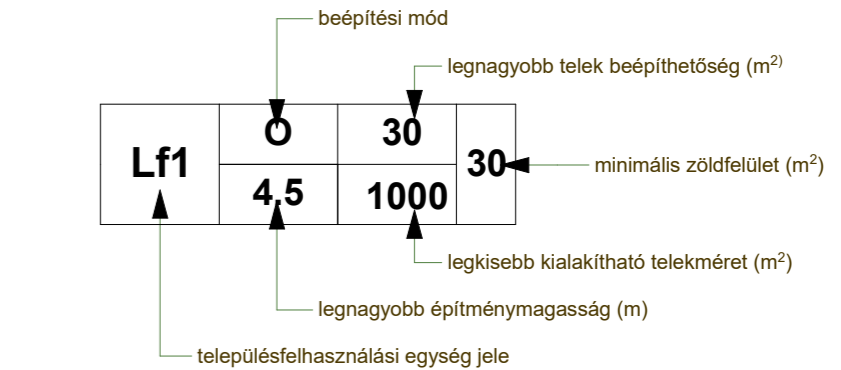 beépítési mód
legnagyobb telek beépíthetőség (m²⁾
O
30
Lf1
30
minimális zöldfelület (m²)
4,5
1000
legkisebb kialakítható telekméret (m²)
legnagyobb építménymagasság (m)
településfelhasználási egység jele